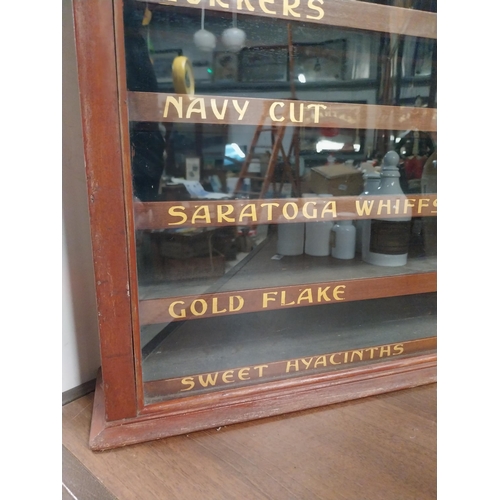 NAVY CUT
SARATOGA WHIFFS
GOLD FLAKE
SWEET HYACINTHS